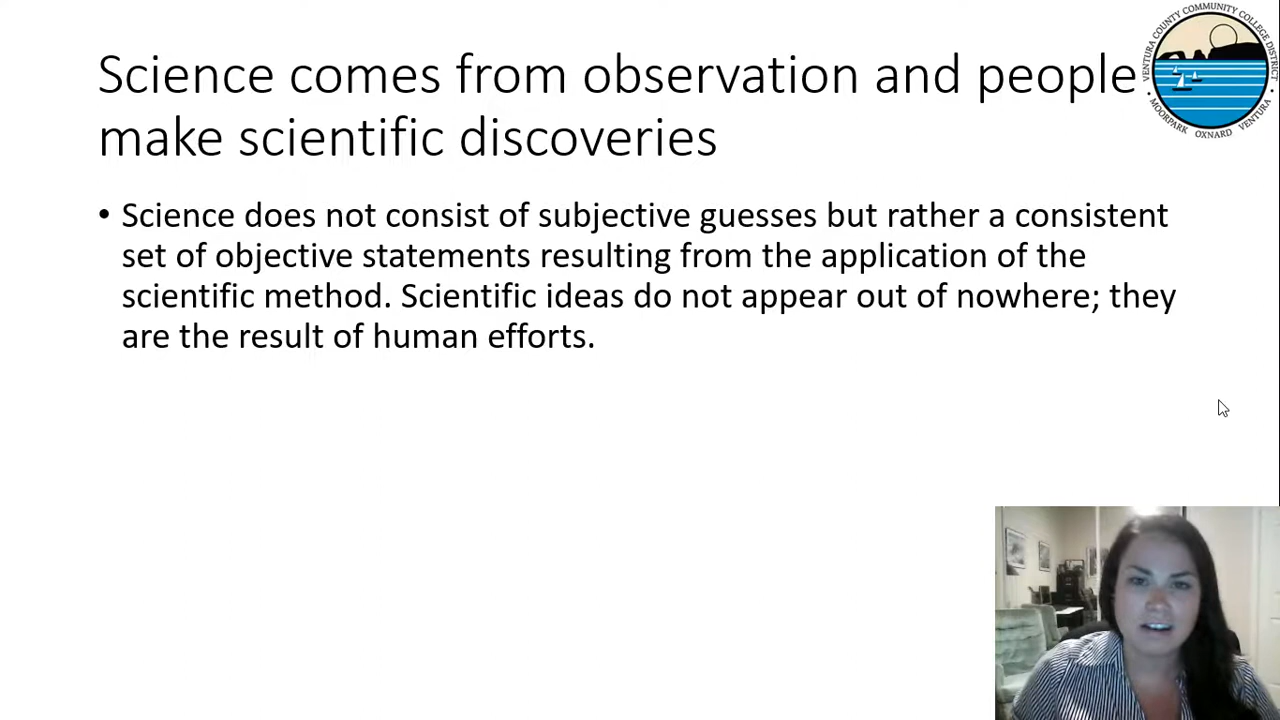 Science comes from observation and people
make scientific discoveries
VENTURA COUNTY COMMUNITY COLLEGE DISTRICT
• MOORPARK OXNARD VENTURA •
• Science does not consist of subjective guesses but rather a consistent
set of objective statements resulting from the application of the
scientific method. Scientific ideas do not appear out of nowhere; they
are the result of human efforts.